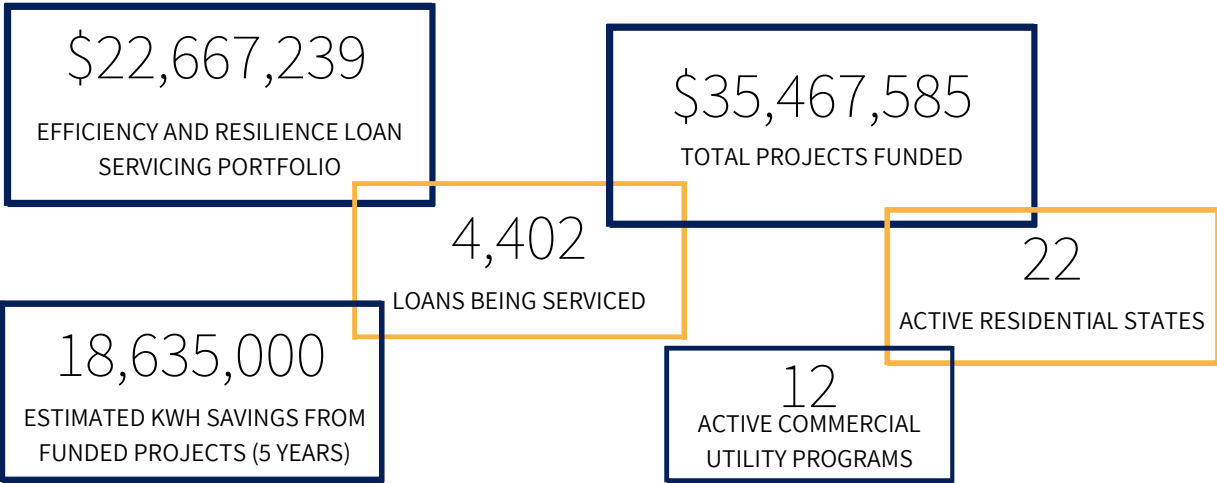 $22,667,239
EFFICIENCY AND RESILIENCE LOAN
SERVICING PORTFOLIO
$35,467,585
TOTAL PROJECTS FUNDED
4,402
LOANS BEING SERVICED
22
ACTIVE RESIDENTIAL STATES
18,635,000
ESTIMATED KWH SAVINGS FROM
FUNDED PROJECTS (5 YEARS)
12
ACTIVE COMMERCIAL
UTILITY PROGRAMS